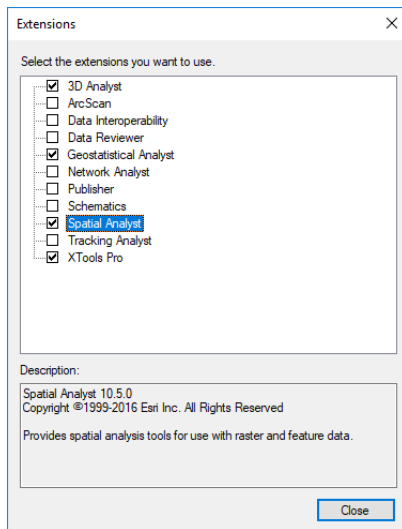 Extensions
Select the extensions you want to use.
3D Analyst
ArcScan
Data Interoperability
Data Reviewer
Geostatistical Analyst
Network Analyst
Publisher
Schematics
Spatial Analyst
Tracking Analyst
XTools Pro
Description:
Spatial Analyst 10.5.0
Copyright ©1999-2016 Esri Inc. All Rights Reserved
Provides spatial analysis tools for use with raster and feature data.
Close